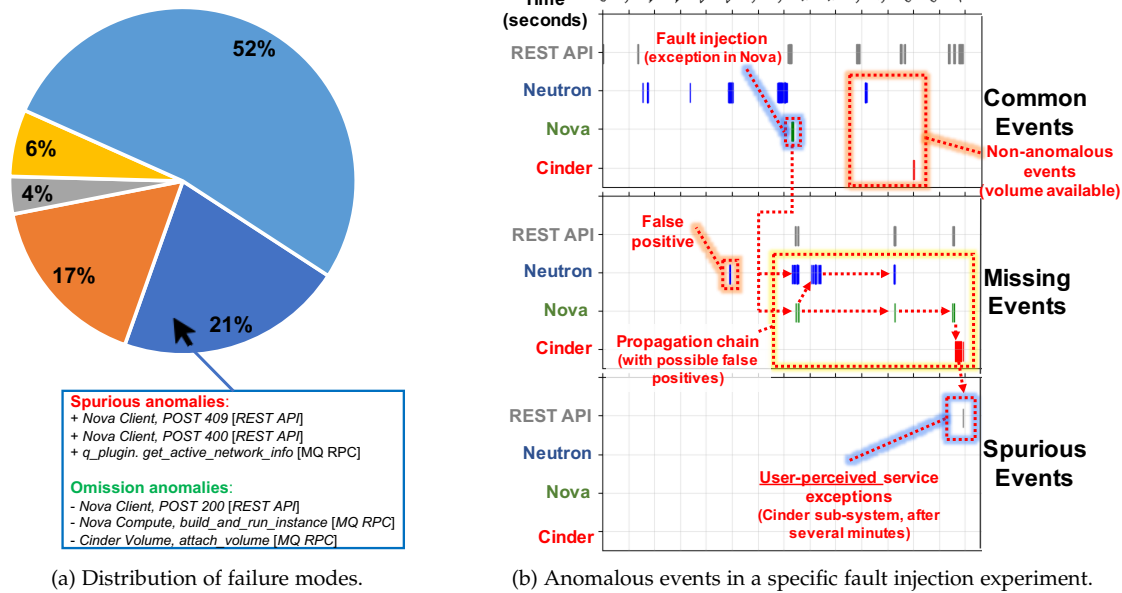 52%
6%
4%
17%
21%
Spurious anomalies:
+ Nova Client, POST 409 [REST API]
+ Nova Client, POST 400 [REST API]
+ q_plugin. get_active_network_info [MQ RPC]
Omission anomalies:
- Nova Client, POST 200 [REST API]
- Nova Compute, build_and_run_instance [MQ RPC]
- Cinder Volume, attach_volume [MQ RPC]
(a) Distribution of failure modes.
Time
(seconds)
REST API
Neutron
Nova
Cinder
Fault injection
(exception in Nova)
Common
Events
Non-anomalous
events
(volume available)
REST API
Neutron
Nova
Cinder
False
positive
Propagation chain
(with possible false
positives)
Missing
Events
REST API
Neutron
Nova
Cinder
User-perceived service
exceptions
(Cinder sub-system, after
several minutes)
Spurious
Events
(b) Anomalous events in a specific fault injection experiment.